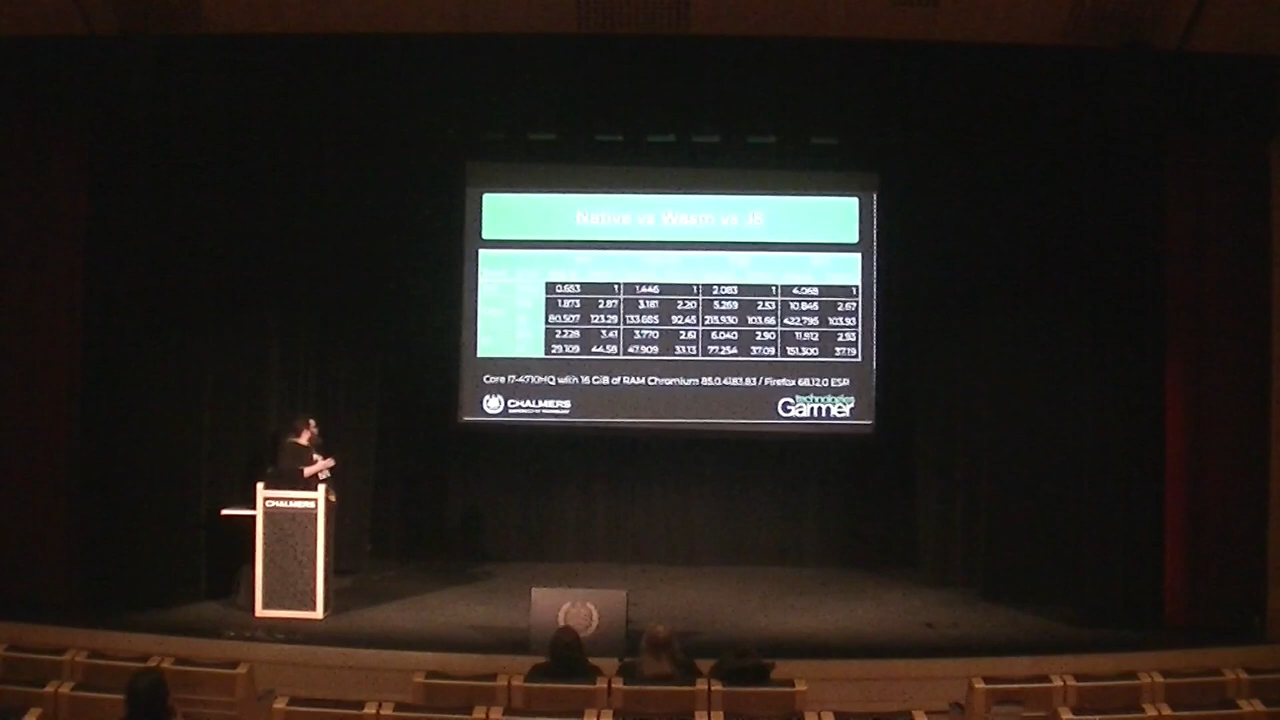 Native vs Wasm vs JS
0.653 1 1.446 1 2.083 1 4.068 1
1.873 2.87 3.181 2.20 5.269 2.53 10.845 2.67
80.507 123.29 133.685 92.45 215.930 103.66 422.795 103.93
2.228 3.41 3.770 2.61 6.040 2.90 11.912 2.93
29.109 44.58 47.909 33.13 77.254 37.09 151.300 37.19
Core i7-4710HQ with 16 GiB of RAM Chromium 85.0.4183.83 / Firefox 68.12.0 ESR
CHALMERS
UNIVERSITY OF TECHNOLOGY
technologies
Garmer
CHALMERS